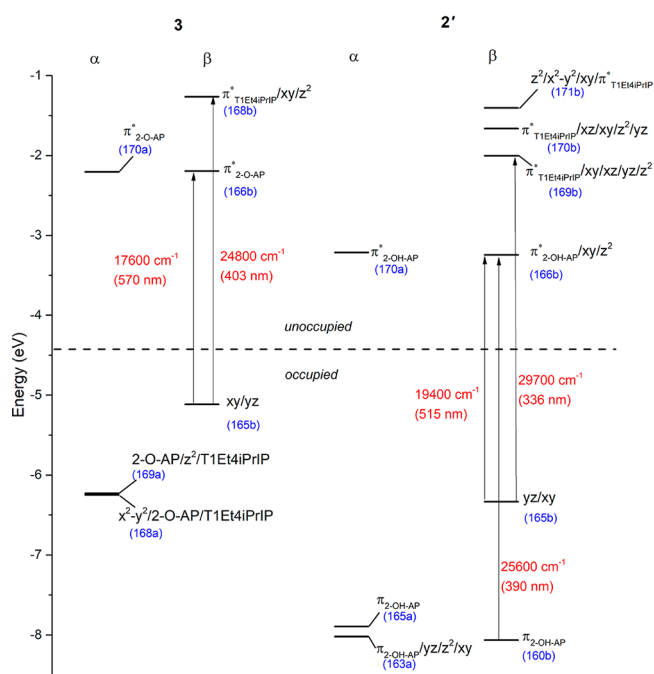 3 2′
α β α β
-1
-2
-3
-4
-5
-6
-7
-8
Energy (eV)
π*2-O-AP
(170a)
π*T1Et4iPrIP/xy/z²
(168b)
π*2-O-AP
(166b)
17600 cm⁻¹
(570 nm)
24800 cm⁻¹
(403 nm)
xy/yz
(165b)
2-O-AP/z²/T1Et4iPrIP
(169a)
x²-y²/2-O-AP/T1Et4iPrIP
(168a)
unoccupied
occupied
z²/x²-y²/xy/π*T1Et4iPrIP
(171b)
π*T1Et4iPrIP/xz/xy/z²/yz
(170b)
π*T1Et4iPrIP/xy/xz/yz/z²
(169b)
π*2-OH-AP
(170a)
π*2-OH-AP/xy/z²
(166b)
19400 cm⁻¹
(515 nm)
29700 cm⁻¹
(336 nm)
yz/xy
(165b)
25600 cm⁻¹
(390 nm)
π2-OH-AP
(165a)
π2-OH-AP/yz/z²/xy
(163a)
π2-OH-AP
(160b)